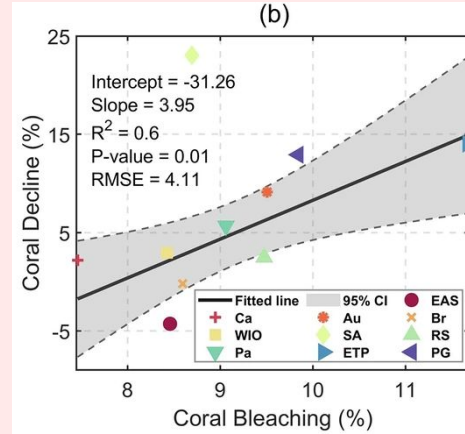 (b)
25
15
5
-5
Coral Decline (%)
Intercept = -31.26
Slope = 3.95
R² = 0.6
P-value = 0.01
RMSE = 4.11
Fitted line 95% CI EAS
Ca Au Br
WIO SA RS
Pa ETP PG
8 9 10 11
Coral Bleaching (%)